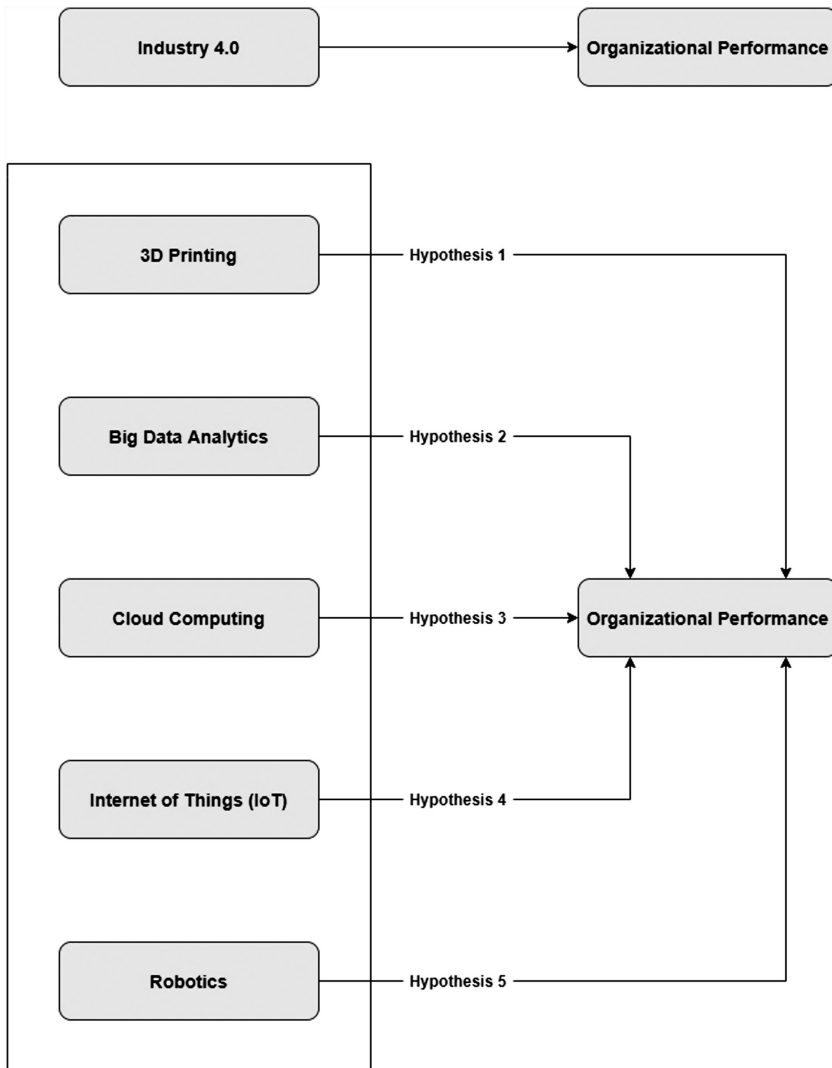 Industry 4.0
Organizational Performance
3D Printing
Hypothesis 1
Big Data Analytics
Hypothesis 2
Cloud Computing
Hypothesis 3
Organizational Performance
Internet of Things (IoT)
Hypothesis 4
Robotics
Hypothesis 5